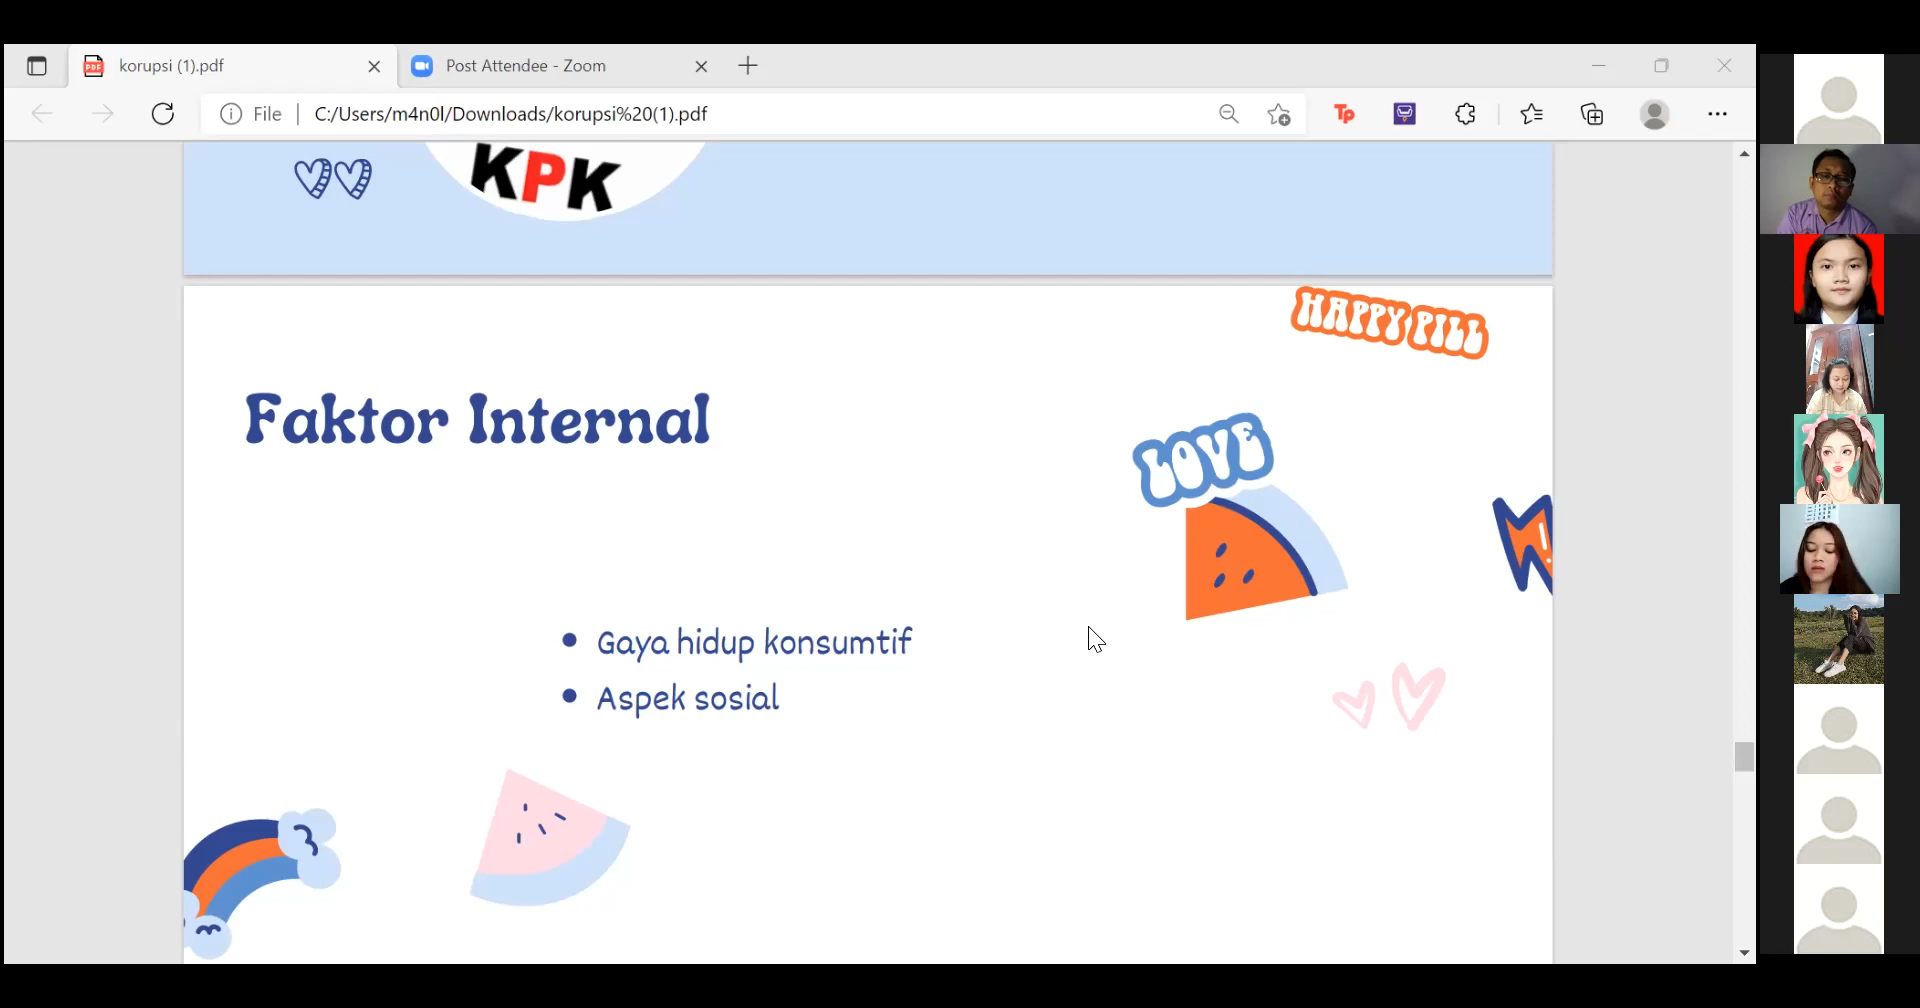 korupsi (1).pdf
Post Attendee - Zoom
File
C:/Users/m4n0l/Downloads/korupsi%20(1).pdf
Tp
KPK
HAPPY PILL
Faktor Internal
LOVE
Gaya hidup konsumtif
Aspek sosial